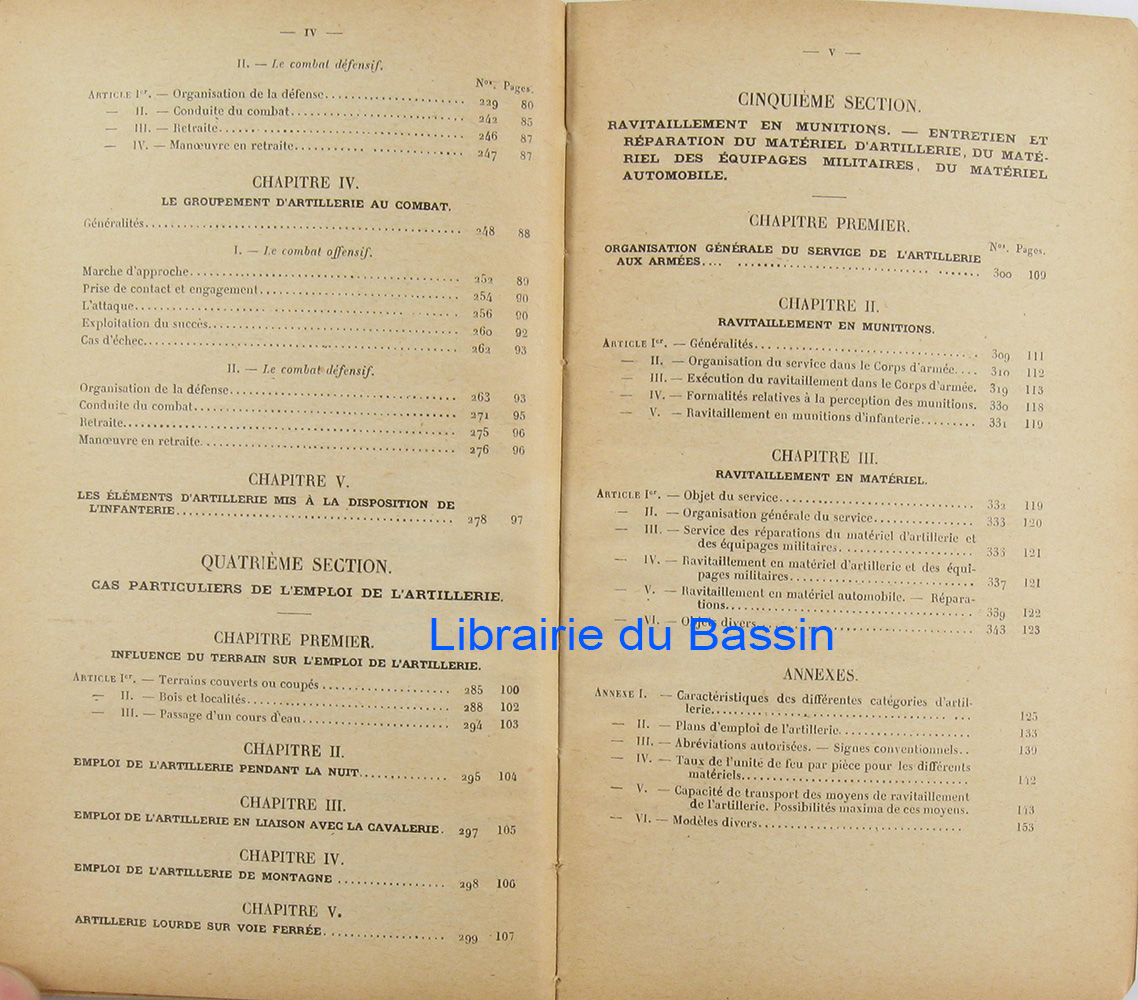 — IV —
II. — Le combat défensif.
Nos. Pages.
ARTICLE Ier. — Organisation de la défense........ 229 80
— II. — Conduite du combat........ 242 85
— III. — Retraite........ 246 87
— IV. — Manœuvre en retraite........ 247 87
CHAPITRE IV.
LE GROUPEMENT D'ARTILLERIE AU COMBAT.
Généralités........ 248 88
I. — Le combat offensif.
Marche d'approche........ 252 89
Prise de contact et engagement........ 254 90
L'attaque........ 256 90
Exploitation du succès........ 260 92
Cas d'échec........ 262 93
II. — Le combat défensif.
Organisation de la défense........ 263 93
Conduite du combat........ 271 95
Retraite........ 275 96
Manœuvre en retraite........ 276 96
CHAPITRE V.
LES ÉLÉMENTS D'ARTILLERIE MIS À LA DISPOSITION DE
L'INFANTERIE........ 278 97
QUATRIÈME SECTION.
CAS PARTICULIERS DE L'EMPLOI DE L'ARTILLERIE.
CHAPITRE PREMIER.
INFLUENCE DU TERRAIN SUR L'EMPLOI DE L'ARTILLERIE.
ARTICLE Ier. — Terrains couverts ou coupés........ 285 100
— II. — Bois et localités........ 288 102
— III. — Passage d'un cours d'eau........ 294 103
CHAPITRE II.
EMPLOI DE L'ARTILLERIE PENDANT LA NUIT........ 295 104
CHAPITRE III.
EMPLOI DE L'ARTILLERIE EN LIAISON AVEC LA CAVALERIE. 297 105
CHAPITRE IV.
EMPLOI DE L'ARTILLERIE DE MONTAGNE ........ 298 106
CHAPITRE V.
ARTILLERIE LOURDE SUR VOIE FERRÉE........ 299 107
— V —
CINQUIÈME SECTION.
RAVITAILLEMENT EN MUNITIONS. — ENTRETIEN ET
RÉPARATION DU MATÉRIEL D'ARTILLERIE, DU MATÉ-
RIEL DES ÉQUIPAGES MILITAIRES, DU MATÉRIEL
AUTOMOBILE.
CHAPITRE PREMIER.
Nos. Pages.
ORGANISATION GÉNÉRALE DU SERVICE DE L'ARTILLERIE
AUX ARMÉES........ 300 109
CHAPITRE II.
RAVITAILLEMENT EN MUNITIONS.
ARTICLE Ier. — Généralités........ 309 111
— II. — Organisation du service dans le Corps d'armée.... 310 112
— III. — Exécution du ravitaillement dans le Corps d'armée. 319 113
— IV. — Formalités relatives à la perception des munitions. 330 118
— V. — Ravitaillement en munitions d'infanterie........ 331 119
CHAPITRE III.
RAVITAILLEMENT EN MATÉRIEL.
ARTICLE Ier. — Objet du service........ 332 119
— II. — Organisation générale du service........ 333 120
— III. — Service des réparations du matériel d'artillerie et
des équipages militaires........ 335 121
— IV. — Ravitaillement en matériel d'artillerie et des équi-
pages militaires........ 337 121
— V. — Ravitaillement en matériel automobile. — Répara-
tions........ 339 122
— VI. — Objets divers........ 343 123
Librairie du Bassin
ANNEXES.
ANNEXE I. — Caractéristiques des différentes catégories d'artil-
lerie........ 125
— II. — Plans d'emploi de l'artillerie........ 133
— III. — Abréviations autorisées. — Signes conventionnels.. 139
— IV. — Taux de l'unité de feu par pièce pour les différents
matériels........ 142
— V. — Capacité de transport des moyens de ravitaillement
de l'artillerie. Possibilités maxima de ces moyens. 143
— VI. — Modèles divers........ 153